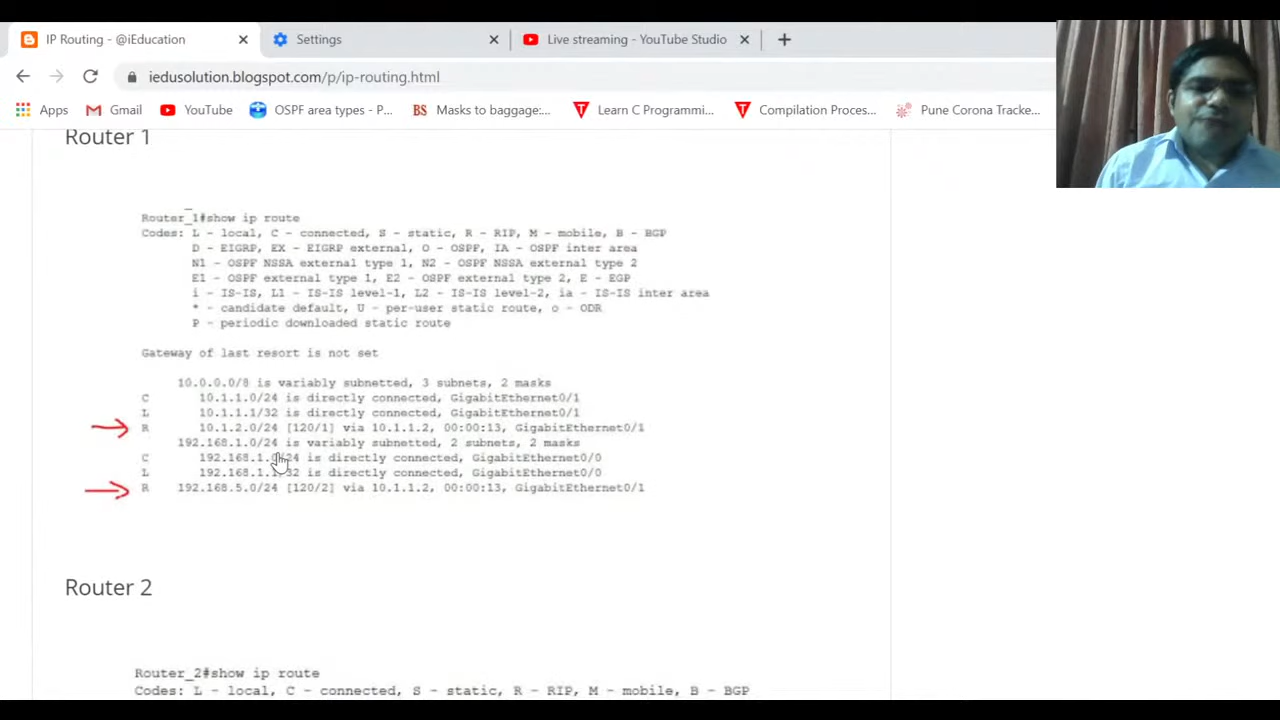 IP Routing - @iEducation
Settings
Live streaming - YouTube Studio
iedusolution.blogspot.com/p/ip-routing.html
Apps
Gmail
YouTube
OSPF area types - P...
BS
Masks to baggage:...
Learn C Programmi...
Compilation Proces...
Pune Corona Tracke...
Router 1
Router_1#show ip route
Codes: L - local, C - connected, S - static, R - RIP, M - mobile, B - BGP
D - EIGRP, EX - EIGRP external, O - OSPF, IA - OSPF inter area
N1 - OSPF NSSA external type 1, N2 - OSPF NSSA external type 2
E1 - OSPF external type 1, E2 - OSPF external type 2, E - EGP
i - IS-IS, L1 - IS-IS level-1, L2 - IS-IS level-2, ia - IS-IS inter area
* - candidate default, U - per-user static route, o - ODR
P - periodic downloaded static route
Gateway of last resort is not set
10.0.0.0/8 is variably subnetted, 3 subnets, 2 masks
C 10.1.1.0/24 is directly connected, GigabitEthernet0/1
L 10.1.1.1/32 is directly connected, GigabitEthernet0/1
R 10.1.2.0/24 [120/1] via 10.1.1.2, 00:00:13, GigabitEthernet0/1
192.168.1.0/24 is variably subnetted, 2 subnets, 2 masks
C 192.168.1.0/24 is directly connected, GigabitEthernet0/0
L 192.168.1.1/32 is directly connected, GigabitEthernet0/0
R 192.168.5.0/24 [120/2] via 10.1.1.2, 00:00:13, GigabitEthernet0/1
Router 2
Router_2#show ip route
Codes: L - local, C - connected, S - static, R - RIP, M - mobile, B - BGP